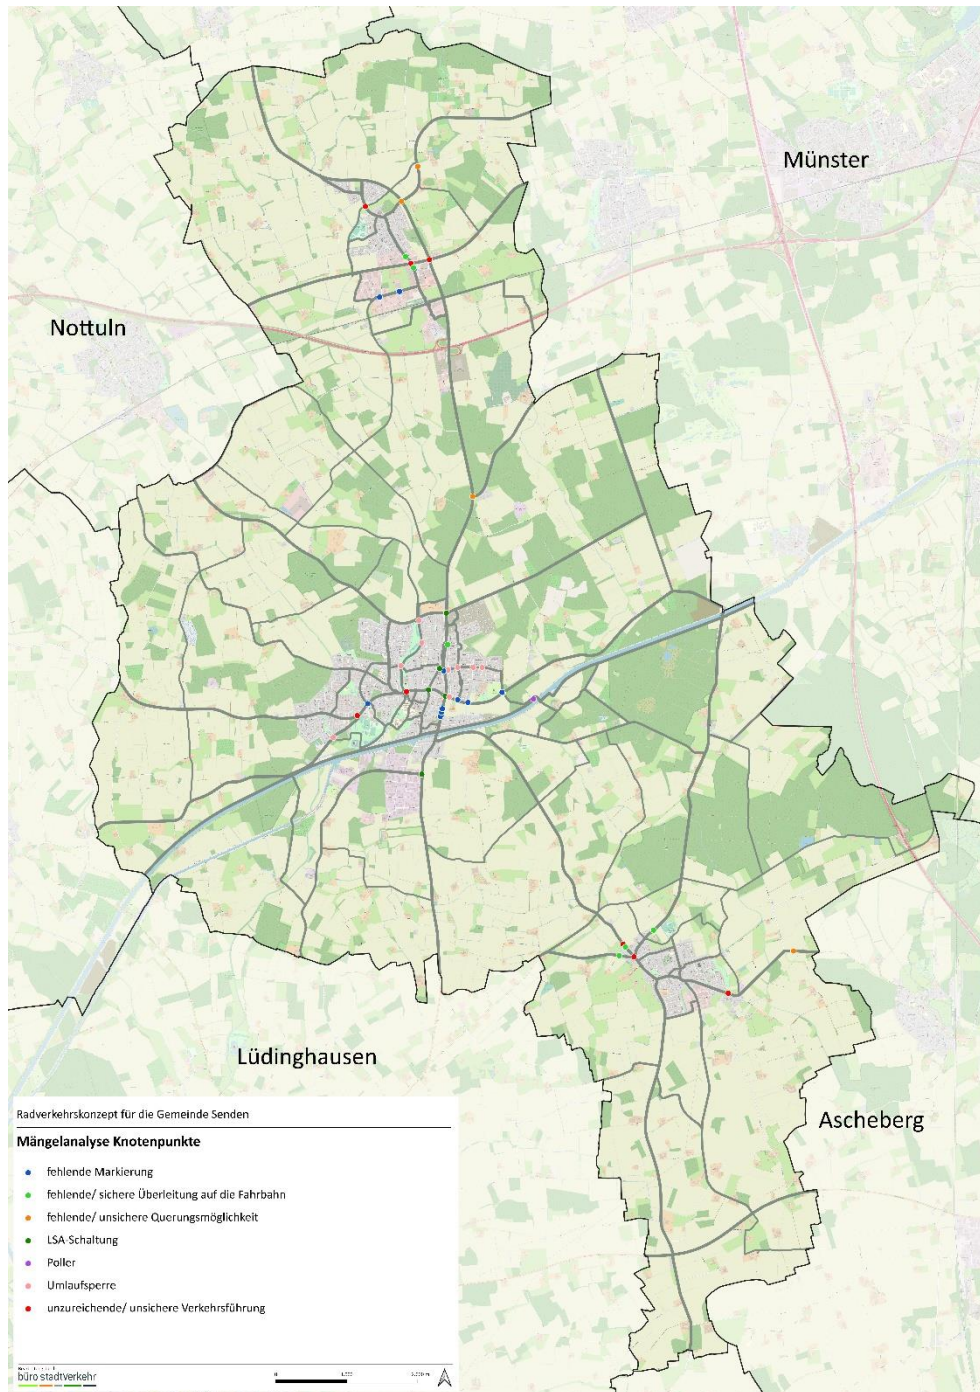 Münster
Nottuln
Lüdinghausen
Ascheberg
Radverkehrskonzept für die Gemeinde Senden
Mängelanalyse Knotenpunkte
fehlende Markierung
fehlende/ sichere Überleitung auf die Fahrbahn
fehlende/ unsichere Querungsmöglichkeit
LSA-Schaltung
Poller
Umlaufsperre
unzureichende/ unsichere Verkehrsführung
büro stadtverkehr
0